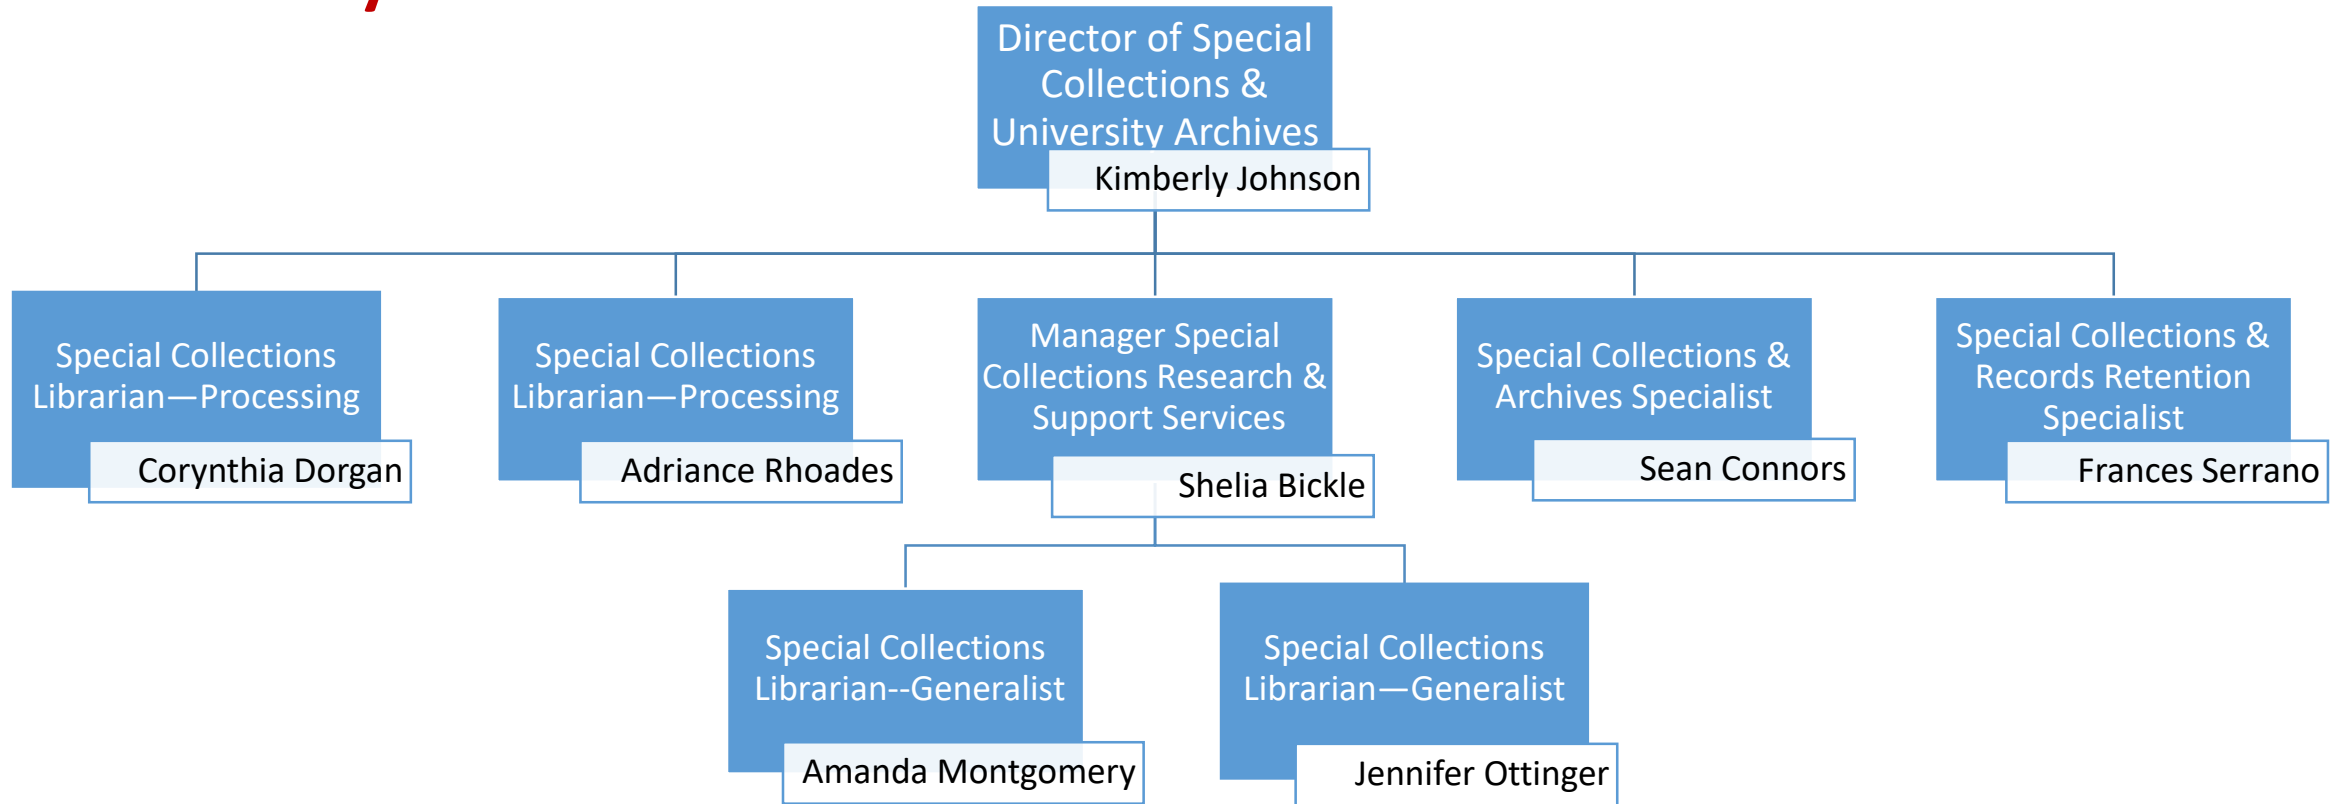 Director of Special
Collections &
University Archives
Kimberly Johnson
Special Collections
Librarian—Processing
Corynthia Dorgan
Special Collections
Librarian—Processing
Adriance Rhoades
Manager Special
Collections Research &
Support Services
Shelia Bickle
Special Collections &
Archives Specialist
Sean Connors
Special Collections &
Records Retention
Specialist
Frances Serrano
Special Collections
Librarian--Generalist
Amanda Montgomery
Special Collections
Librarian—Generalist
Jennifer Ottinger